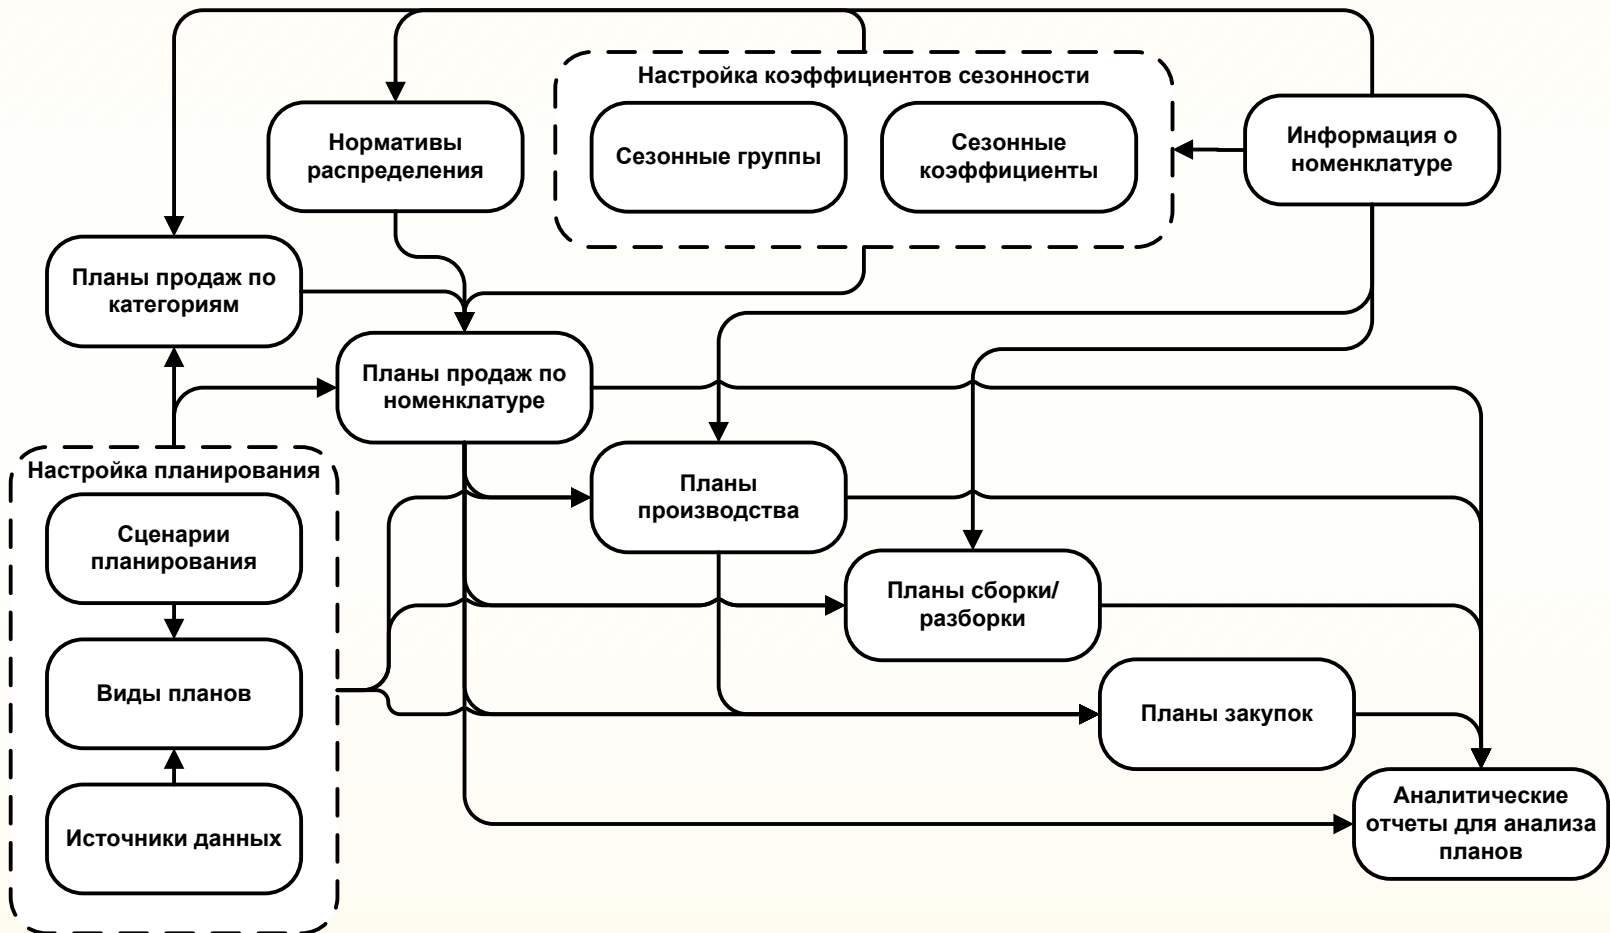 Настройка коэффициентов сезонности
Нормативы
распределения
Сезонные группы
Сезонные
коэффициенты
Информация о
номенклатуре
Планы продаж по
категориям
Планы продаж по
номенклатуре
Настройка планирования
Сценарии
планирования
Виды планов
Источники данных
Планы
производства
Планы сборки/
разборки
Планы закупок
Аналитические
отчеты для анализа
планов